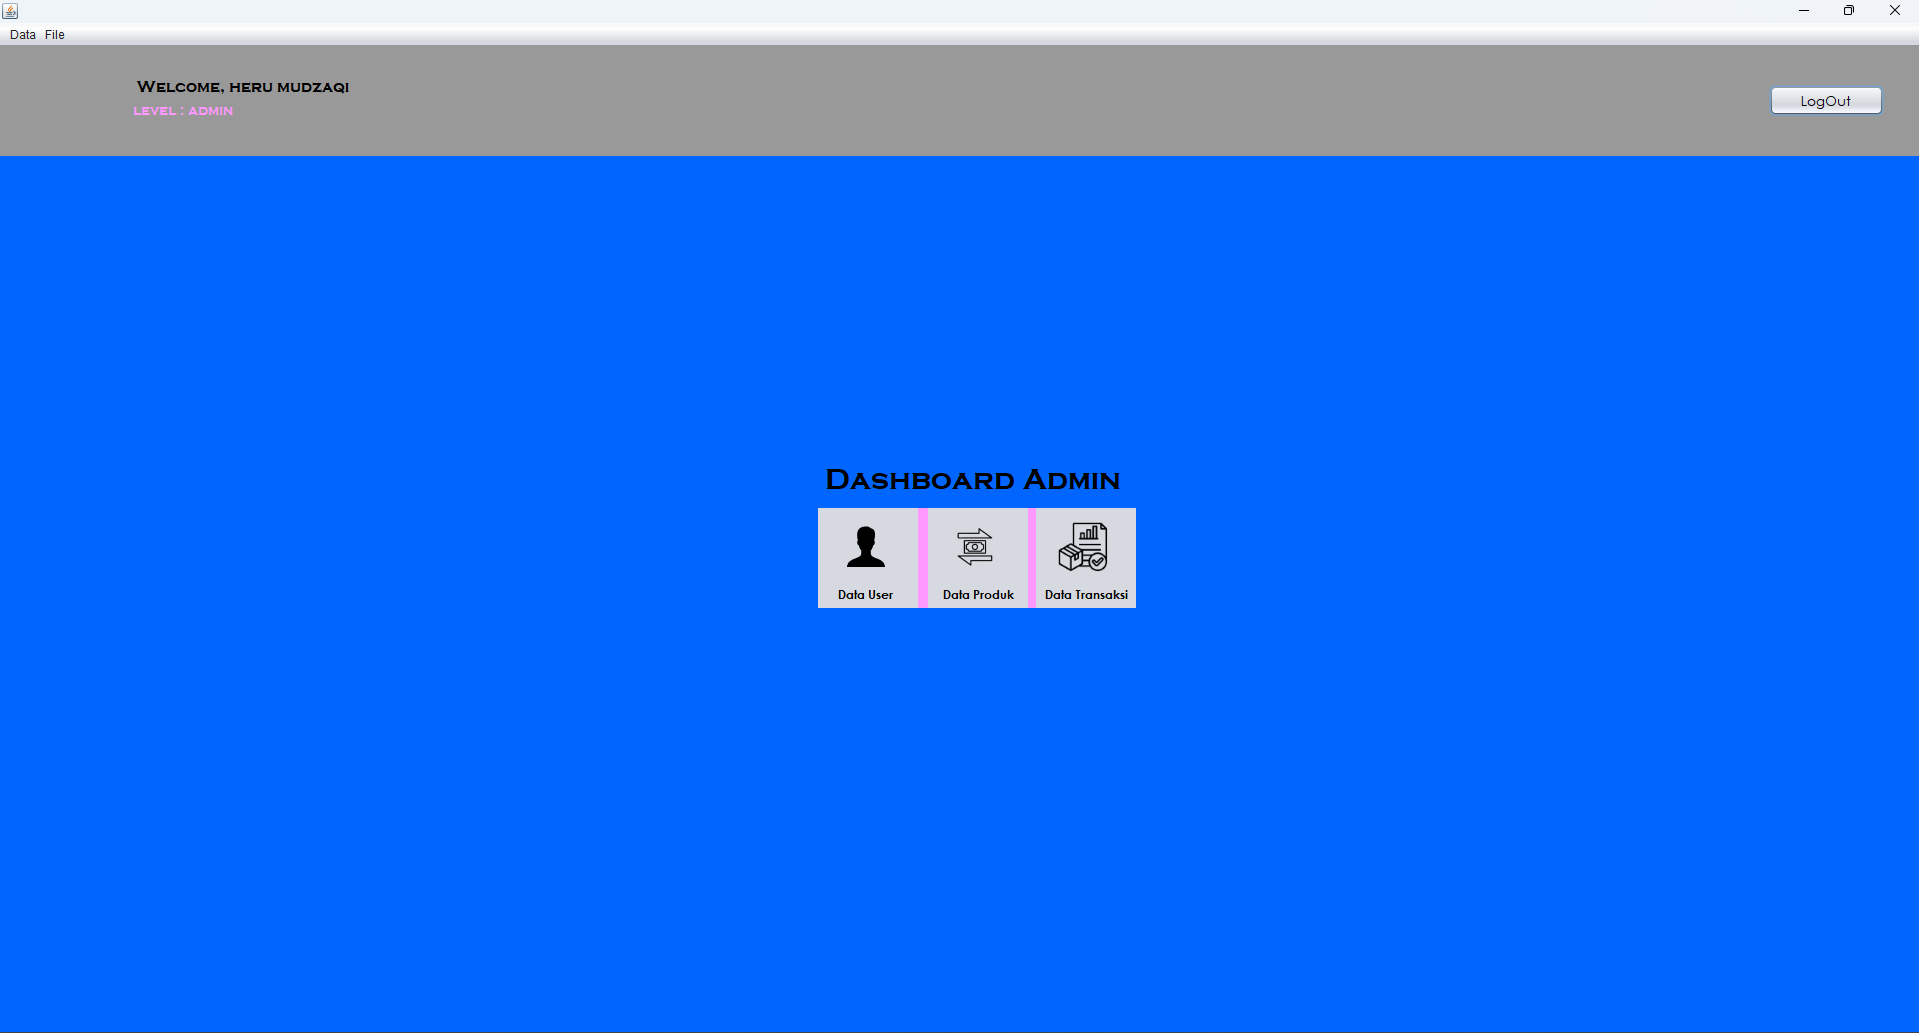 Data File
Welcome, heru mudzaqi
level : admin
LogOut
Dashboard Admin
Data User
Data Produk
Data Transaksi